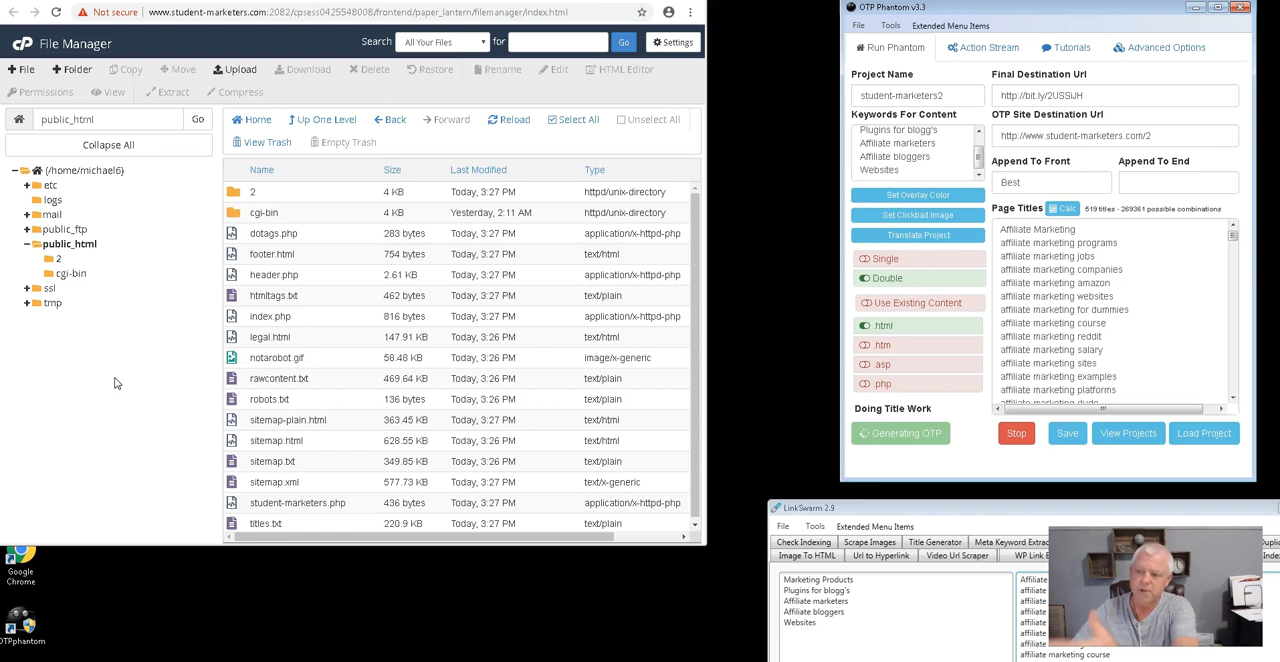 Not secure www.student-marketers.com:2082/cpsess0425548008/frontend/paper_lantern/filemanager/index.html
cP File Manager
Search All Your Files for Go Settings
File Folder Copy Move Upload Download Delete Restore Rename Edit HTML Editor
Permissions View Extract Compress
public_html Go
Collapse All
(/home/michael6)
etc
logs
mail
public_ftp
public_html
2
cgi-bin
ssl
tmp
Home Up One Level Back Forward Reload Select All Unselect All
View Trash Empty Trash
Name Size Last Modified Type
2 4 KB Today, 3:27 PM httpd/unix-directory
cgi-bin 4 KB Yesterday, 2:11 AM httpd/unix-directory
dotags.php 283 bytes Today, 3:27 PM application/x-httpd-php
footer.html 754 bytes Today, 3:27 PM text/html
header.php 2.61 KB Today, 3:27 PM application/x-httpd-php
htmltags.txt 462 bytes Today, 3:27 PM text/plain
index.php 816 bytes Today, 3:27 PM application/x-httpd-php
legal.html 147.91 KB Today, 3:26 PM text/html
notarobot.gif 58.48 KB Today, 3:27 PM image/x-generic
rawcontent.txt 469.64 KB Today, 3:26 PM text/plain
robots.txt 136 bytes Today, 3:27 PM text/plain
sitemap-plain.html 363.45 KB Today, 3:26 PM text/html
sitemap.html 628.55 KB Today, 3:26 PM text/html
sitemap.txt 349.85 KB Today, 3:26 PM text/plain
sitemap.xml 577.73 KB Today, 3:27 PM text/x-generic
student-marketers.php 436 bytes Today, 3:27 PM application/x-httpd-php
titles.txt 220.9 KB Today, 3:27 PM text/plain
Google
Chrome
OTPphantom
OTP Phantom v3.3
File Tools Extended Menu Items
Run Phantom Action Stream Tutorials Advanced Options
Project Name Final Destination Url
student-marketers2 http://bit.ly/2USSiJH
Keywords For Content OTP Site Destination Url
Plugins for blogg's
Affiliate marketers
Affiliate bloggers
Websites
http://www.student-marketers.com/2
Append To Front Append To End
Best
Set Overlay Color
Set Clickball Image
Translate Project
Page Titles Calc 519 titles - 269361 possible combinations
Single
Double
Use Existing Content
.html
.htm
.asp
.php
Affiliate Marketing
affiliate marketing programs
affiliate marketing jobs
affiliate marketing companies
affiliate marketing amazon
affiliate marketing websites
affiliate marketing for dummies
affiliate marketing course
affiliate marketing reddit
affiliate marketing salary
affiliate marketing sites
affiliate marketing examples
affiliate marketing platforms
affiliate marketing dude
Doing Title Work
Generating OTP Stop Save View Projects Load Project
LinkSwarm 2.9
File Tools Extended Menu Items
Check Indexing Scrape Images Title Generator Meta Keyword
Image To HTML Url to Hyperlink Video Url Scraper WP Link
Marketing Products
Plugins for blogg's
Affiliate marketers
Affiliate bloggers
Websites
Affiliate
affiliate
affiliate
affiliate
affiliate
affiliate
affiliate
affiliate marketing course